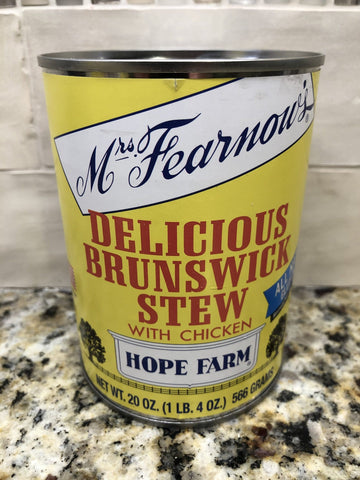 Mrs. Fearnow's®
DELICIOUS
BRUNSWICK
STEW
WITH CHICKEN
HOPE FARM
NET WT. 20 OZ. (1 LB. 4 OZ.) 566 GRAMS